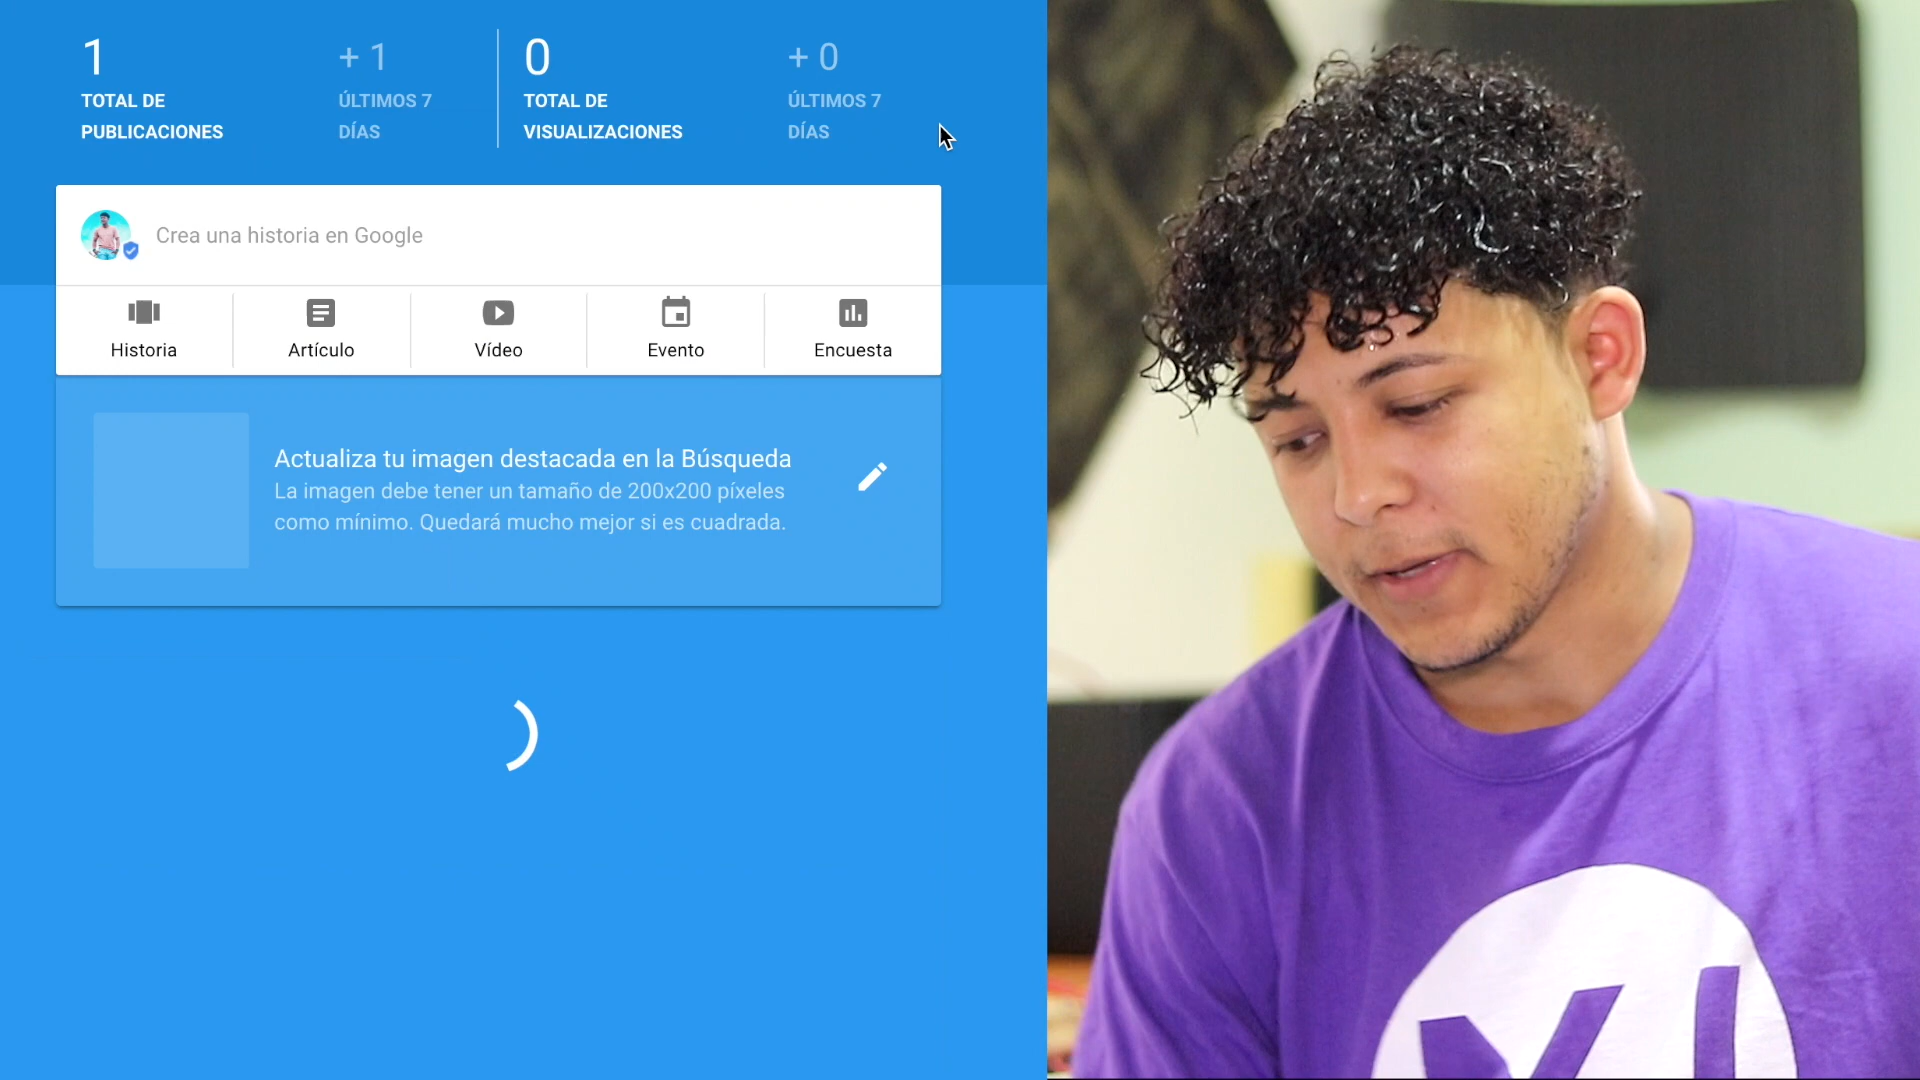 1
TOTAL DE
PUBLICACIONES
+ 1
ÚLTIMOS 7
DÍAS
0
TOTAL DE
VISUALIZACIONES
+ 0
ÚLTIMOS 7
DÍAS
Crea una historia en Google
Historia
Artículo
Vídeo
Evento
Encuesta
Actualiza tu imagen destacada en la Búsqueda
La imagen debe tener un tamaño de 200x200 píxeles
como mínimo. Quedará mucho mejor si es cuadrada.